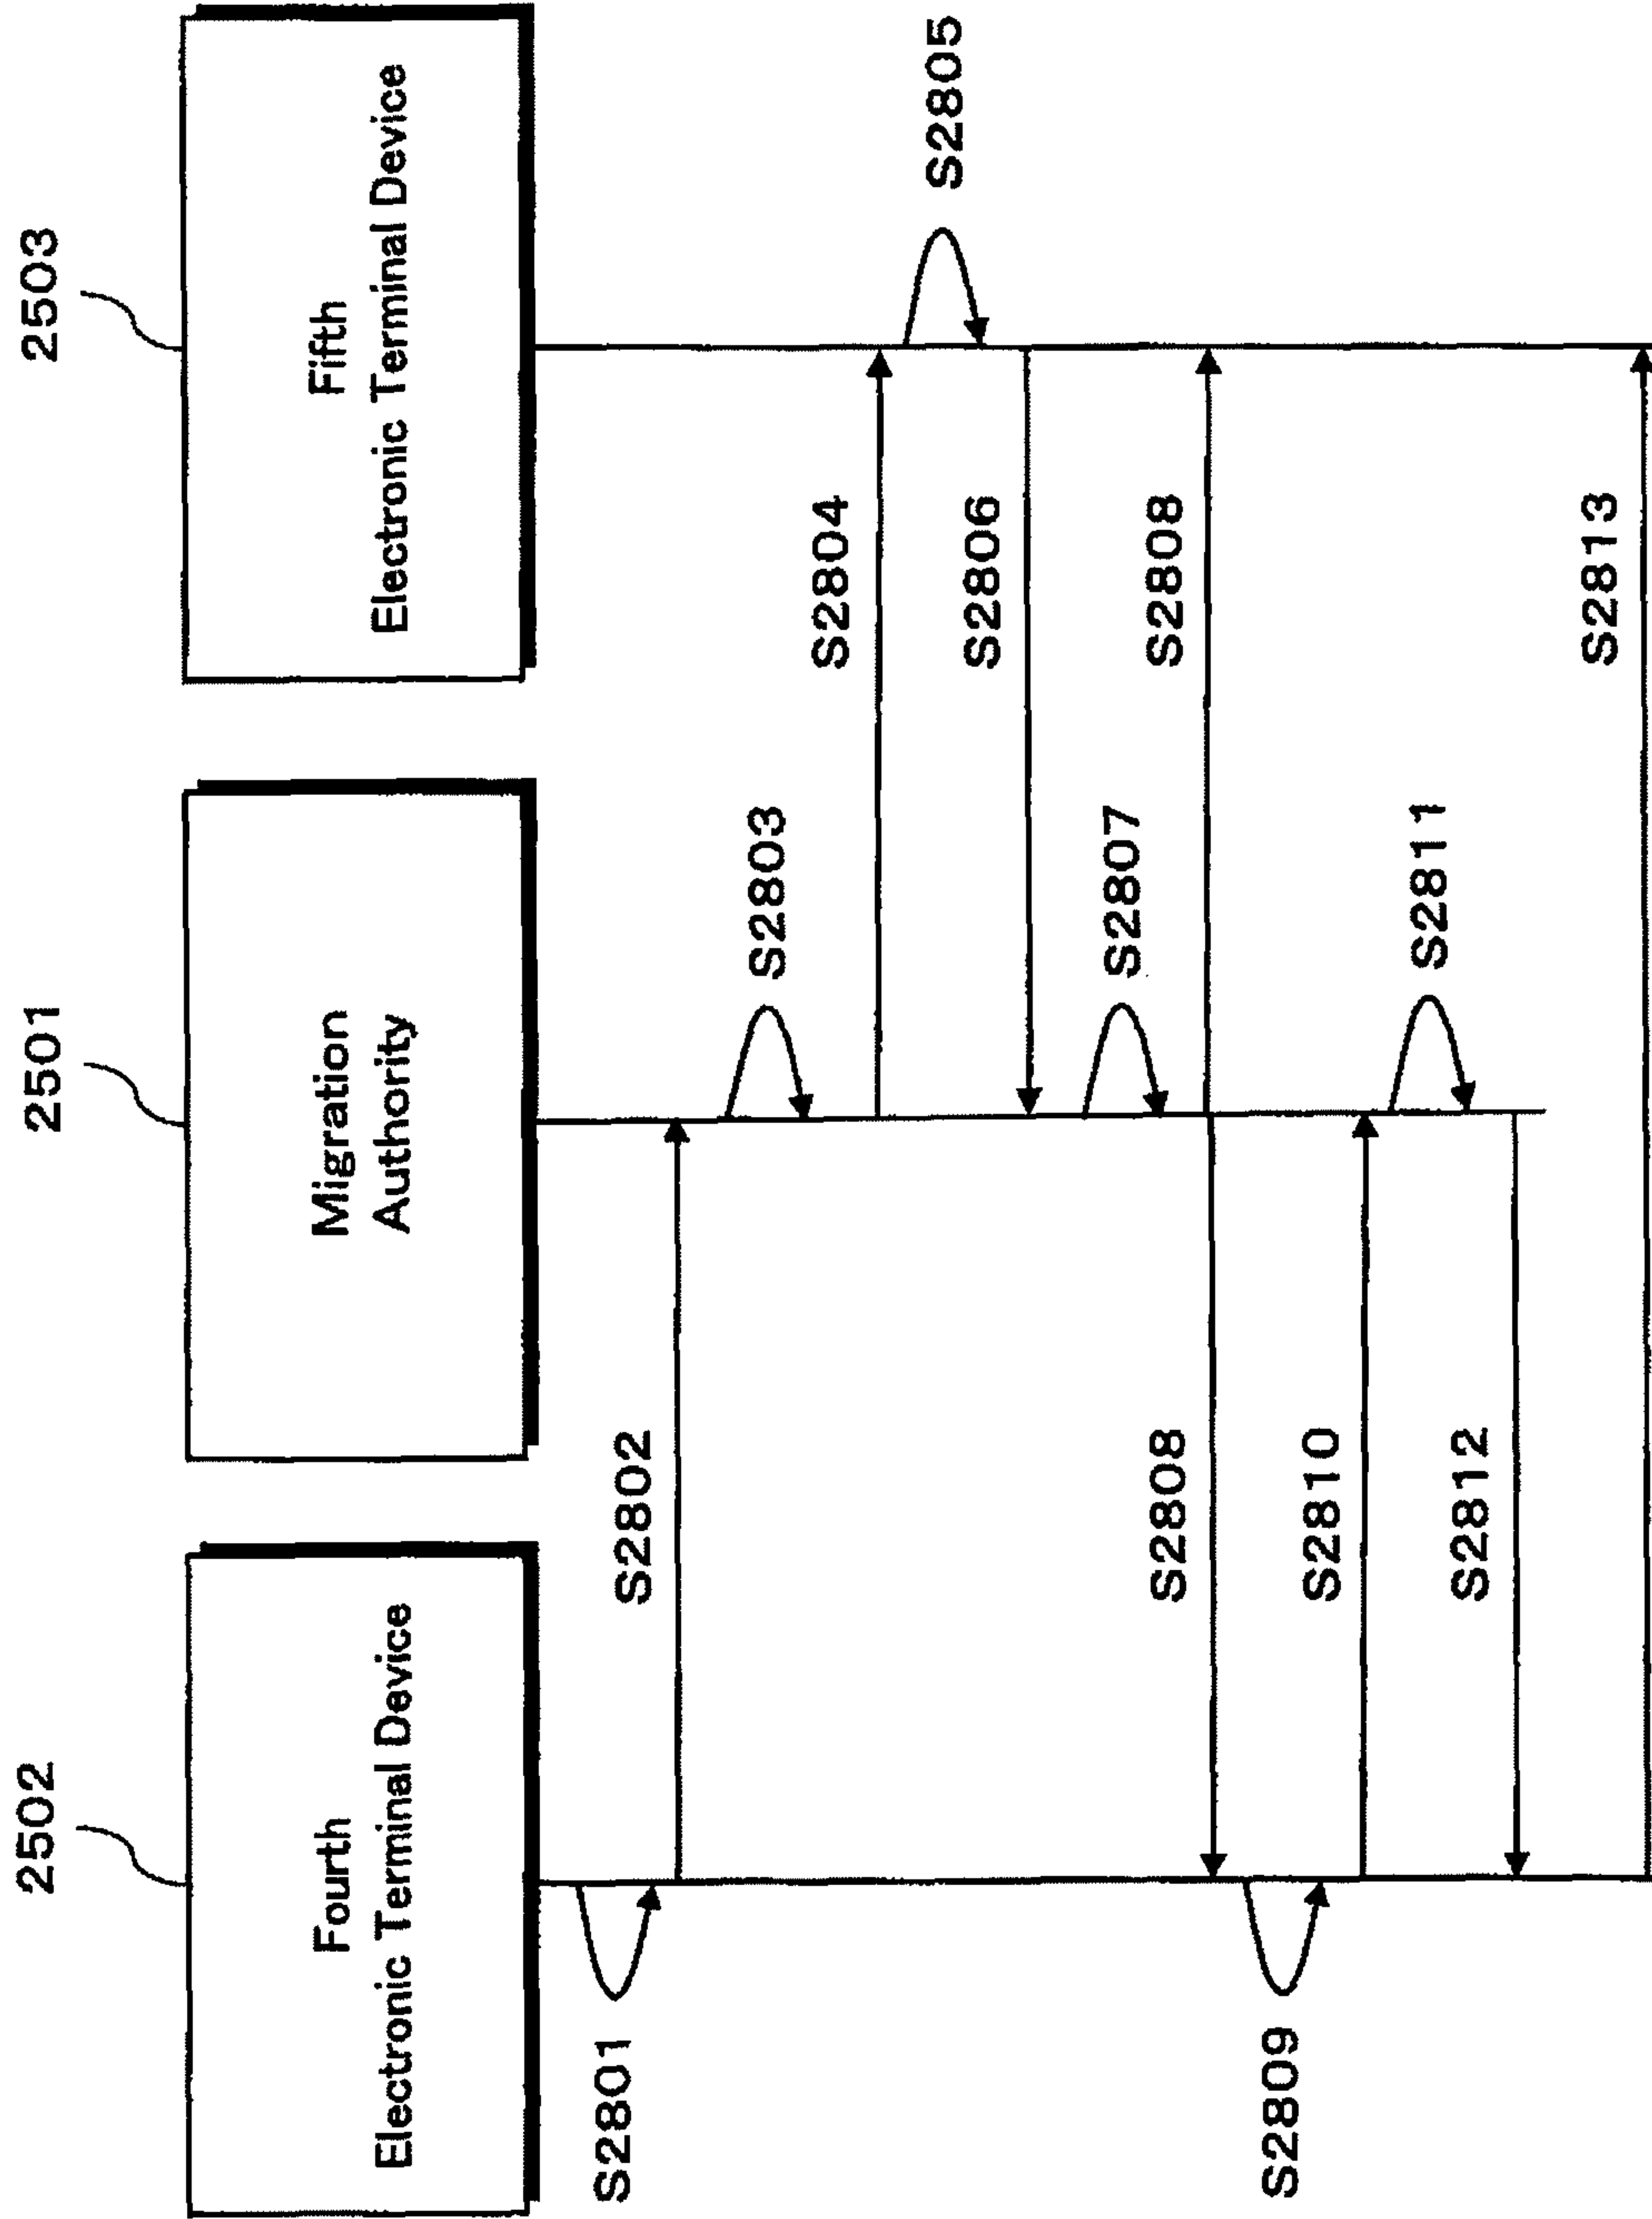 2502
2501
2503
Fourth
Electronic Terminal Device
Migration
Authority
Fifth
Electronic Terminal Device
S2801
S2802
S2803
S2804
S2805
S2806
S2807
S2808
S2808
S2809
S2810
S2811
S2812
S2813